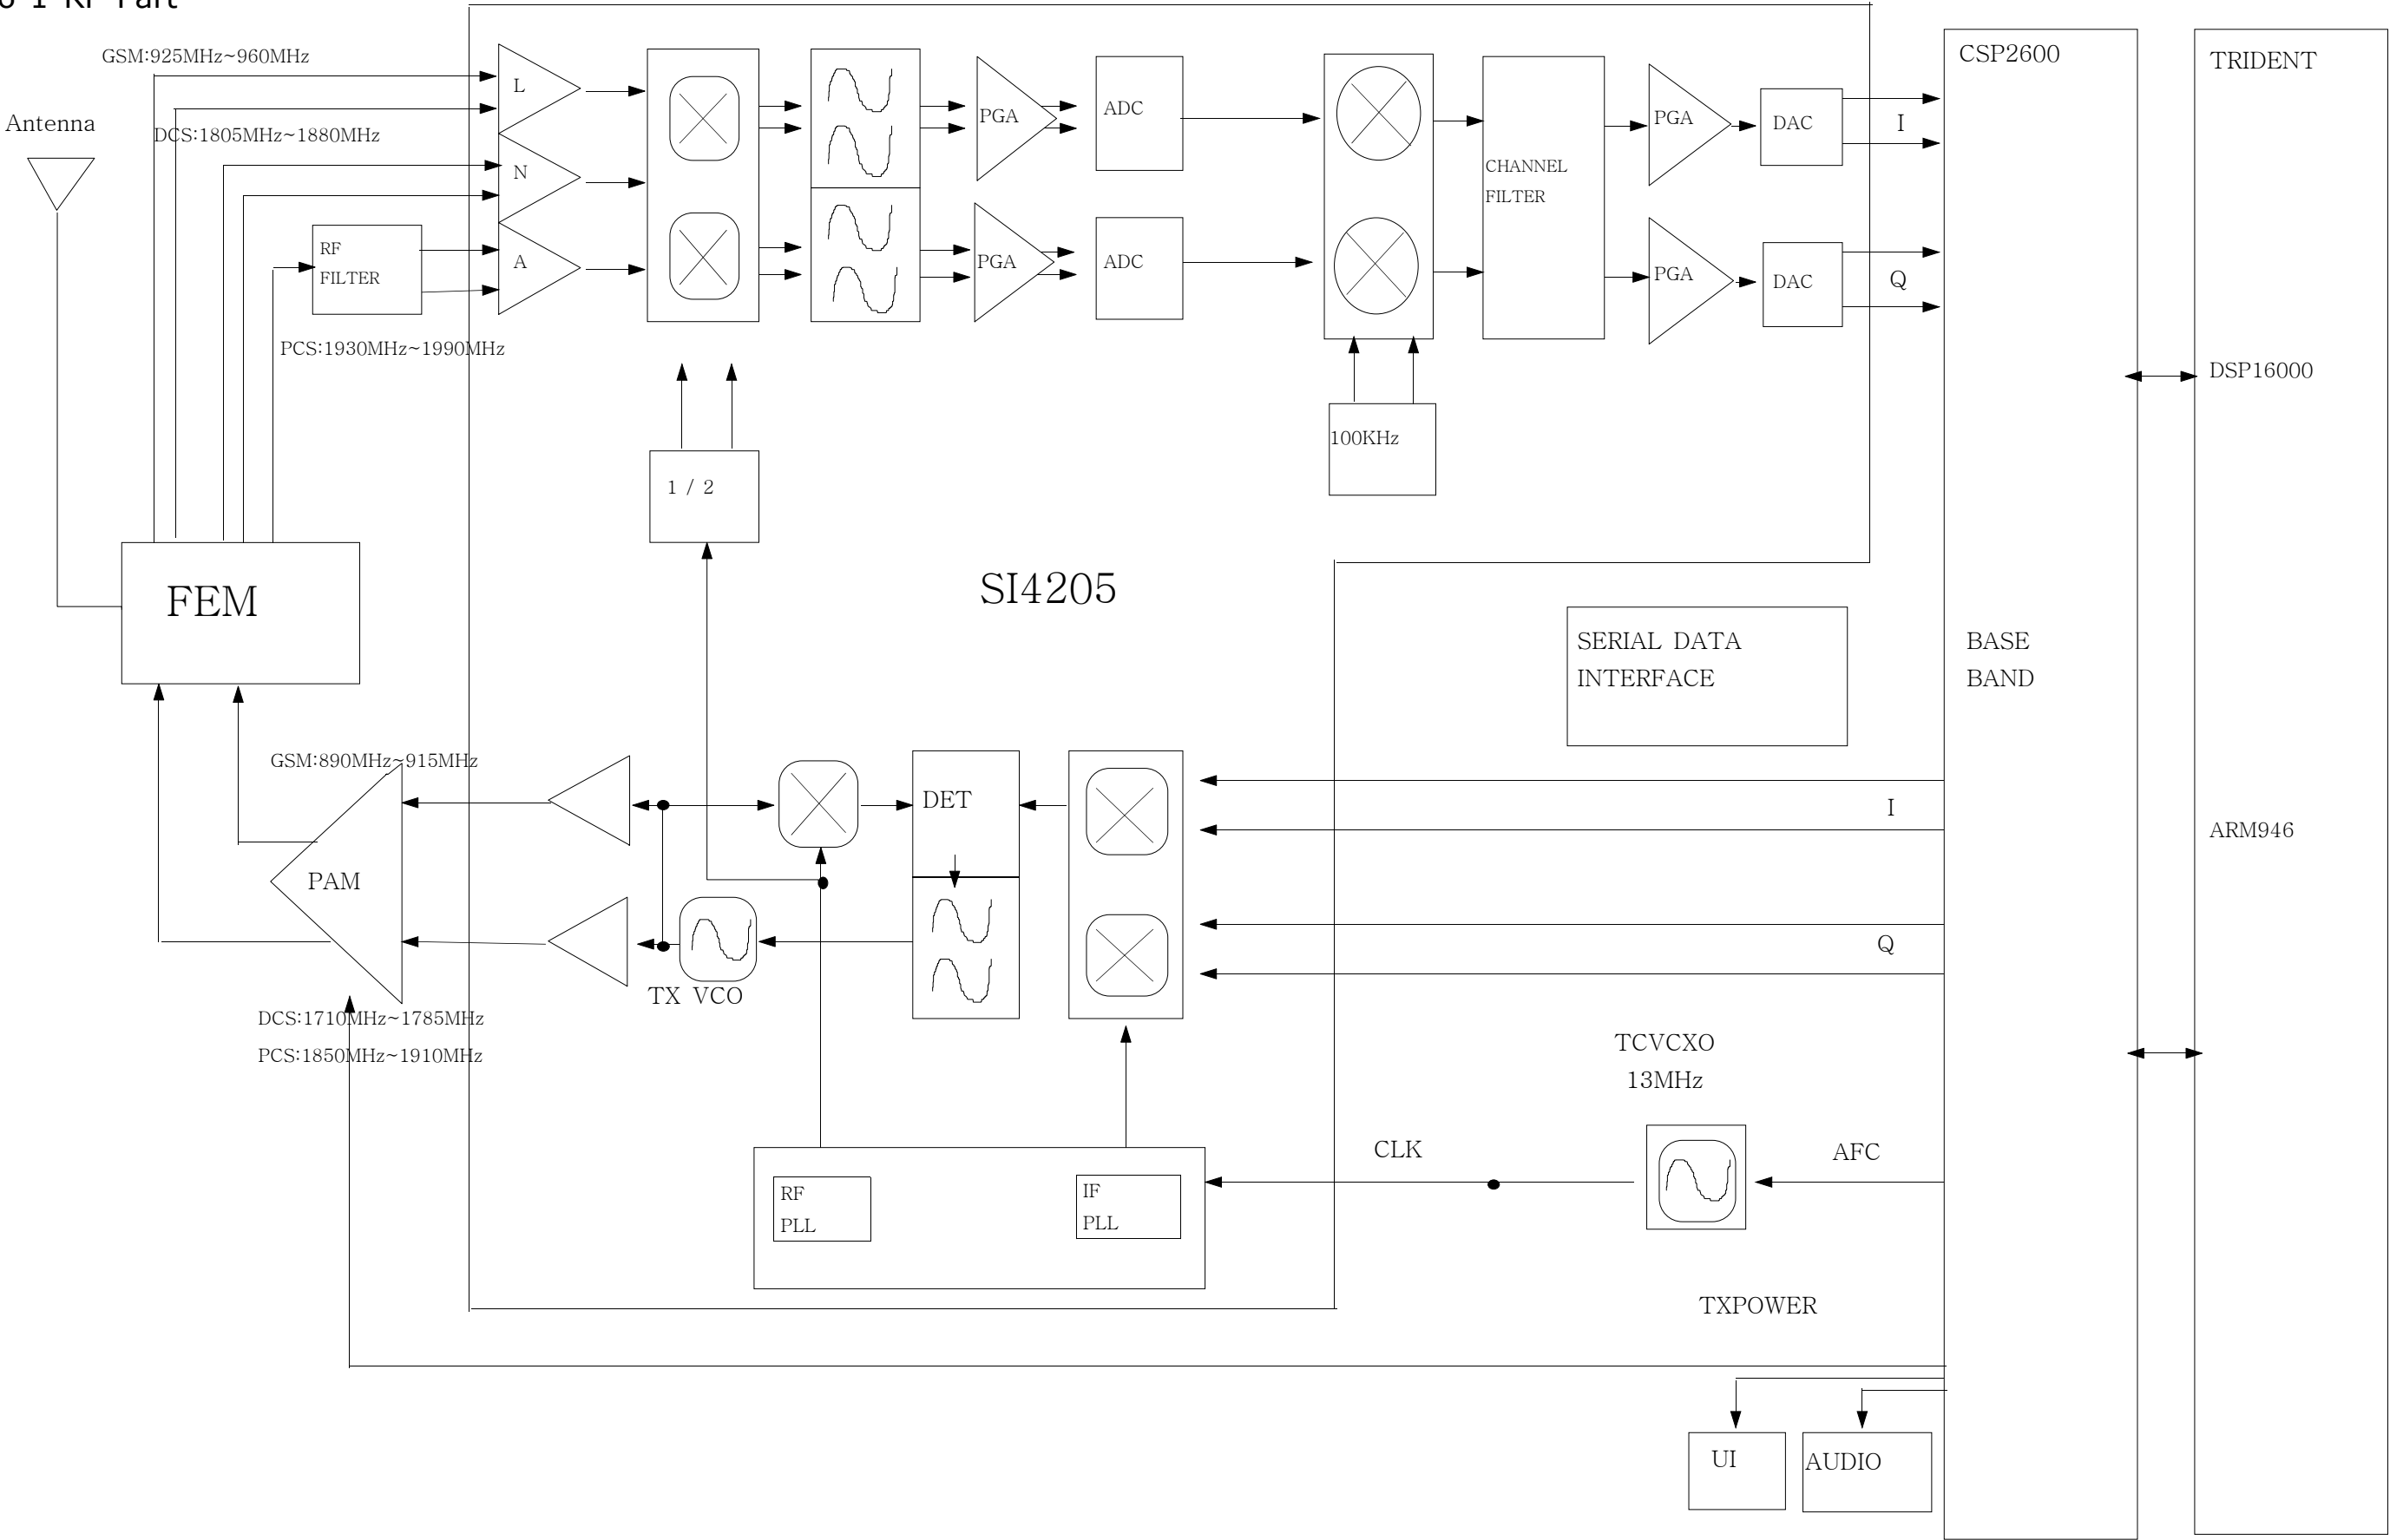 RF Part
GSM:925MHz~960MHz
Antenna
DCS:1805MHz~1880MHz
RF
FILTER
PCS:1930MHz~1990MHz
L
N
A
PGA
PGA
ADC
ADC
100KHz
CHANNEL
FILTER
PGA
PGA
DAC
DAC
I
Q
CSP2600
TRIDENT
DSP16000
1 / 2
FEM
SI4205
SERIAL DATA
INTERFACE
BASE
BAND
GSM:890MHz~915MHz
PAM
DET
TX VCO
I
Q
ARM946
DCS:1710MHz~1785MHz
PCS:1850MHz~1910MHz
TCVCXO
13MHz
CLK
AFC
RF
PLL
IF
PLL
TXPOWER
UI
AUDIO